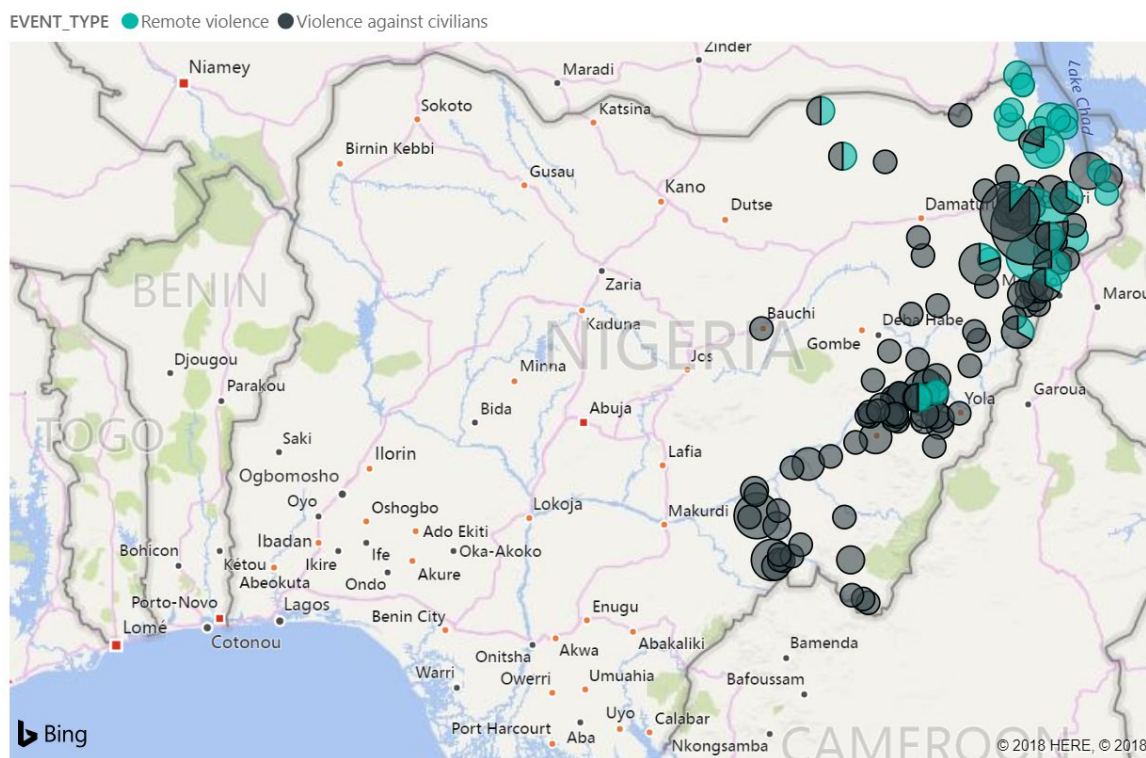 EVENT_TYPE Remote violence Violence against civilians
Zinder
Niamey
Maradi
Lake Chad
Sokoto
Katsina
Birnin Kebbi
Gusau
Kano
Dutse
Damatur
BENIN
Zaria
Marou
NIGERIA
Kaduna
Bauchi
Deba Habe
Gombe
Djougou
Minna
Jos
Parakou
Garoua
TOGO
Bida
Abuja
Yola
Saki
Ilorin
Lafia
Ogbomosho
Oyo
Oshogbo
Lokoja
Makurdi
Ado Ekiti
Ibadan
Ife
Oka-Akoko
Bohicon
Kétou
Ikire
Akure
Abeokuta
Ondo
Porto-Novo
Lagos
Enugu
Lomé
Cotonou
Benin City
Abakaliki
Onitsha
Akwa
Bamenda
Warri
Owerri
Umuahia
Bafoussam
Port Harcourt
Uyo
Calabar
Bing
Aba
Nkongsamba
CAMEROON
© 2018 HERE, © 2018